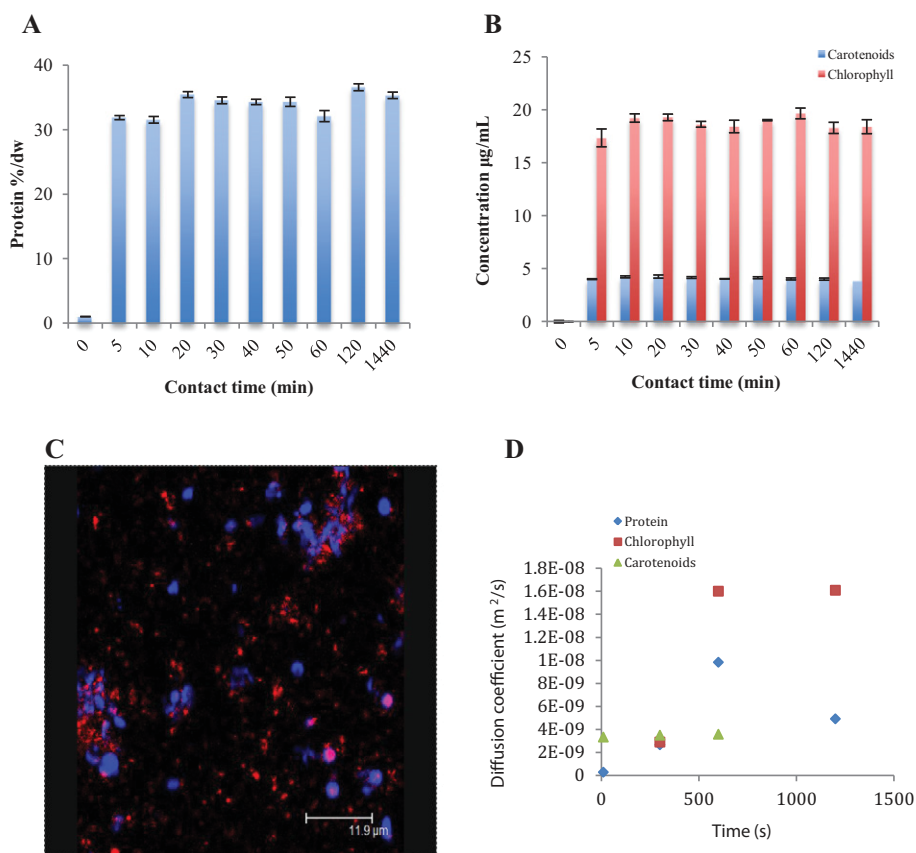 A
40
30
20
10
0
Protein %/dw
0 5 10 20 30 40 50 60 120 1440
Contact time (min)
B
Carotenoids
Chlorophyll
25
20
15
10
5
0
Concentration µg/mL
0 5 10 20 30 40 50 60 120 1440
Contact time (min)
C
11.9 µm
D
Protein
Chlorophyll
Carotenoids
1.8E-08
1.6E-08
1.4E-08
1.2E-08
1E-08
8E-09
6E-09
4E-09
2E-09
0
Diffusion coefficient (m²/s)
0 500 1000 1500
Time (s)